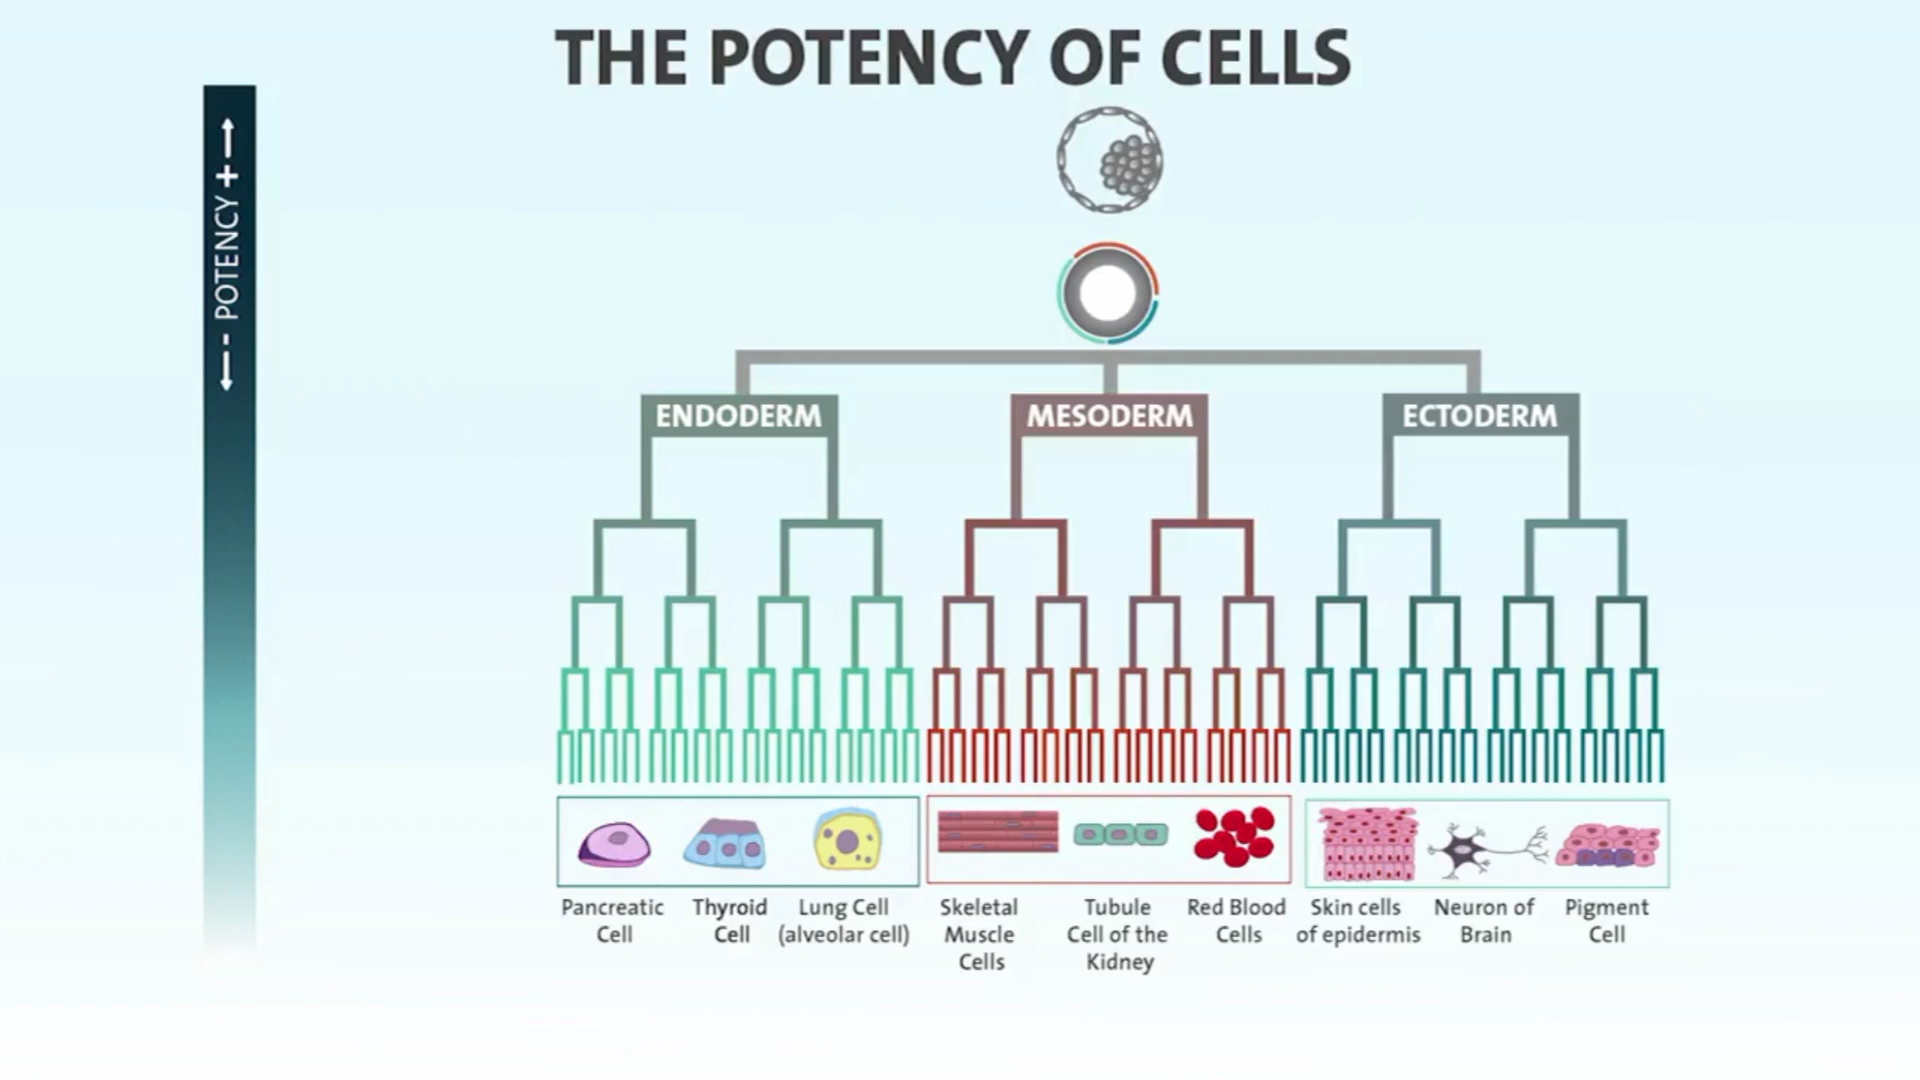 THE POTENCY OF CELLS
- POTENCY +
ENDODERM
MESODERM
ECTODERM
Pancreatic
Cell
Thyroid
Cell
Lung Cell
(alveolar cell)
Skeletal
Muscle
Cells
Tubule
Cell of the
Kidney
Red Blood
Cells
Skin cells
of epidermis
Neuron of
Brain
Pigment
Cell